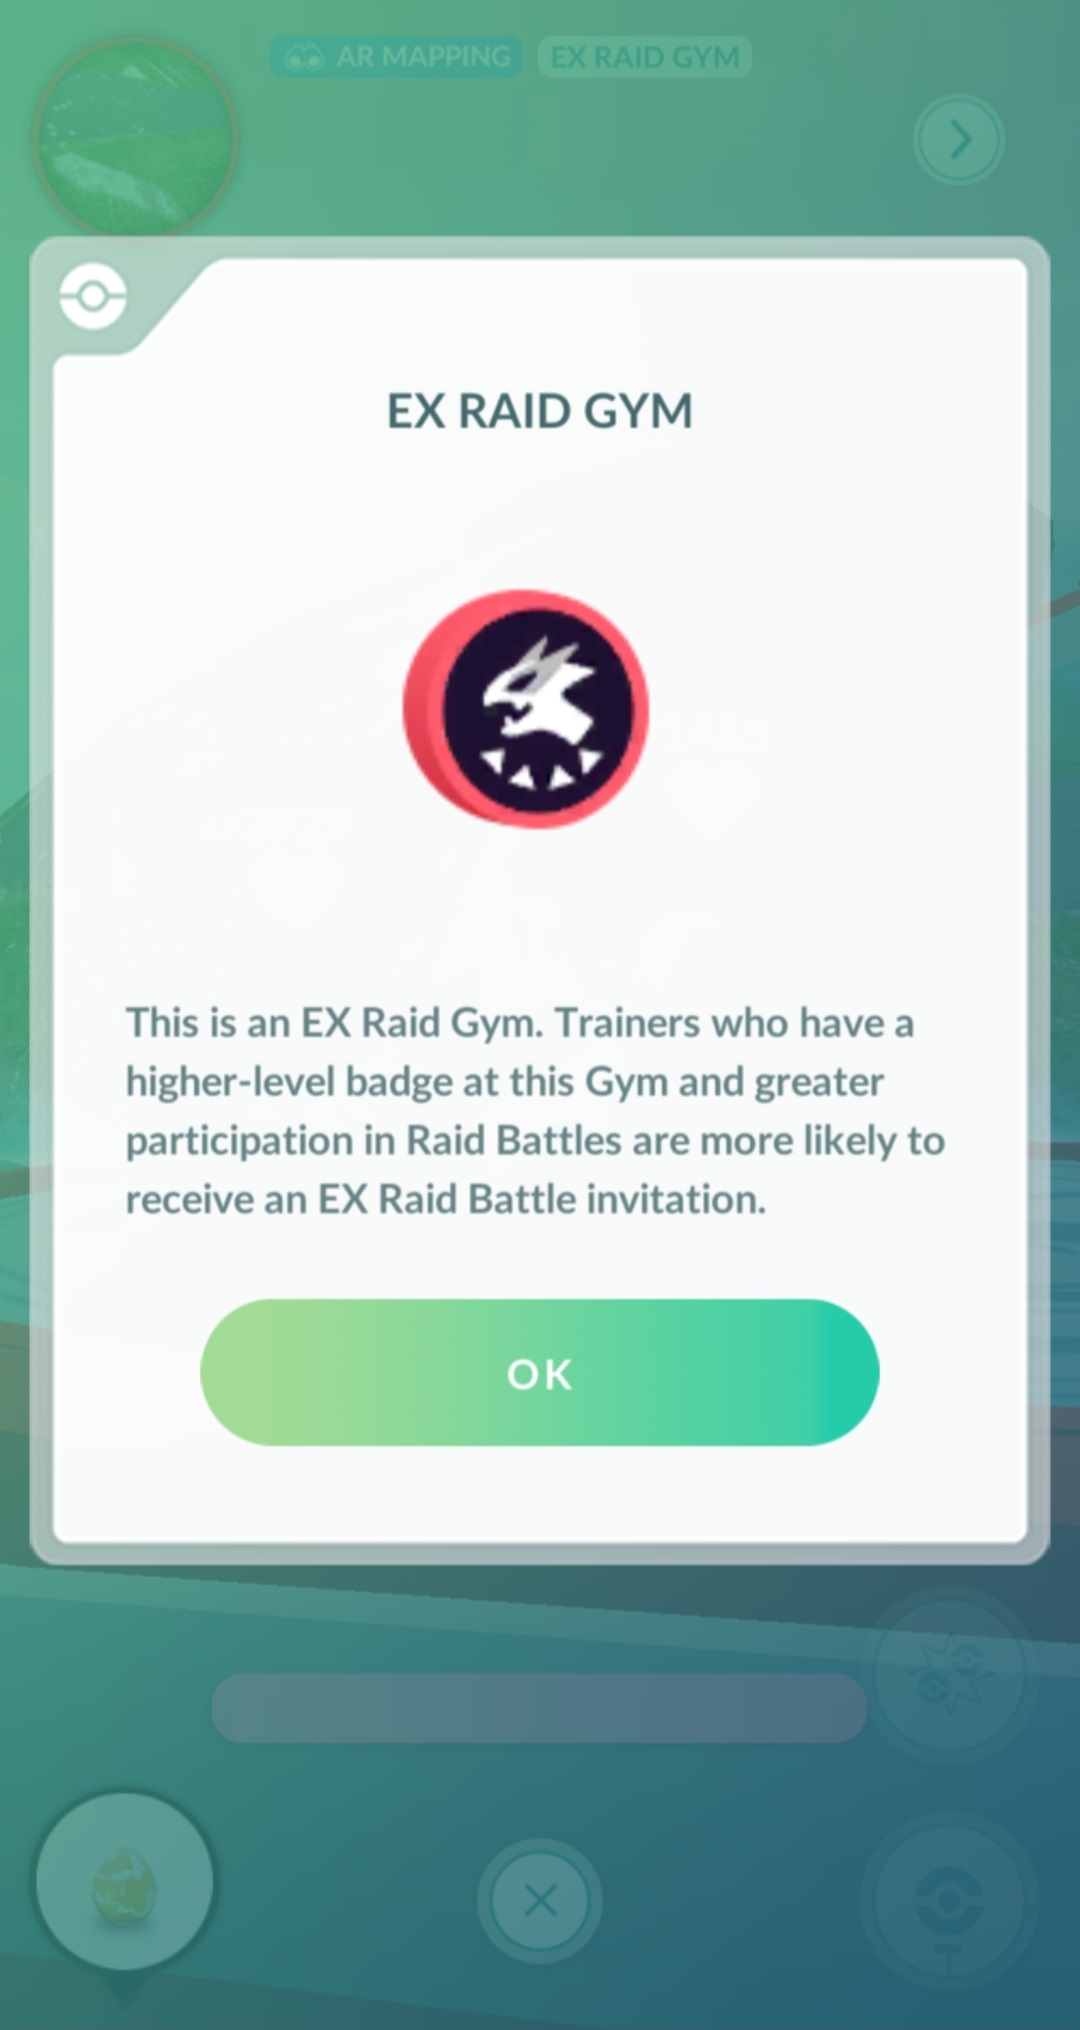 AR MAPPING EX RAID GYM
EX RAID GYM
This is an EX Raid Gym. Trainers who have a
higher-level badge at this Gym and greater
participation in Raid Battles are more likely to
receive an EX Raid Battle invitation.
OK